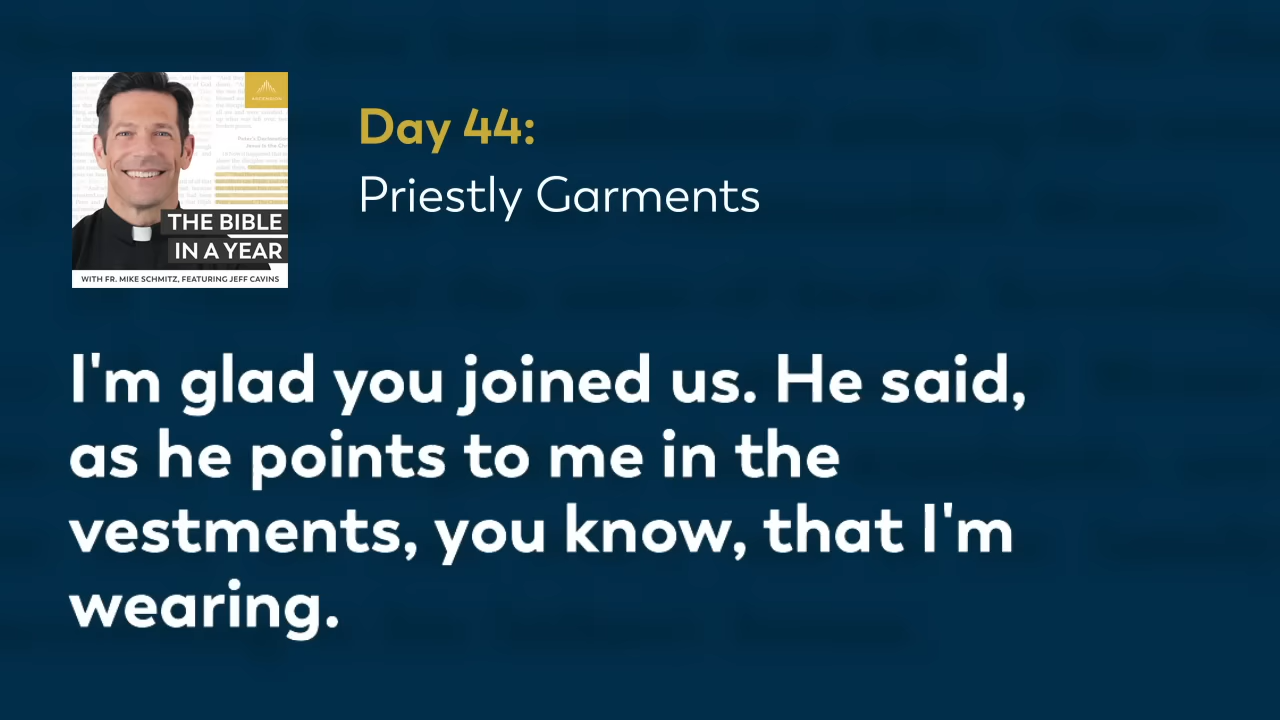 Day 44:
Priestly Garments
THE BIBLE
IN A YEAR
WITH FR. MIKE SCHMITZ, FEATURING JEFF CAVINS
I'm glad you joined us. He said,
as he points to me in the
vestments, you know, that I'm
wearing.